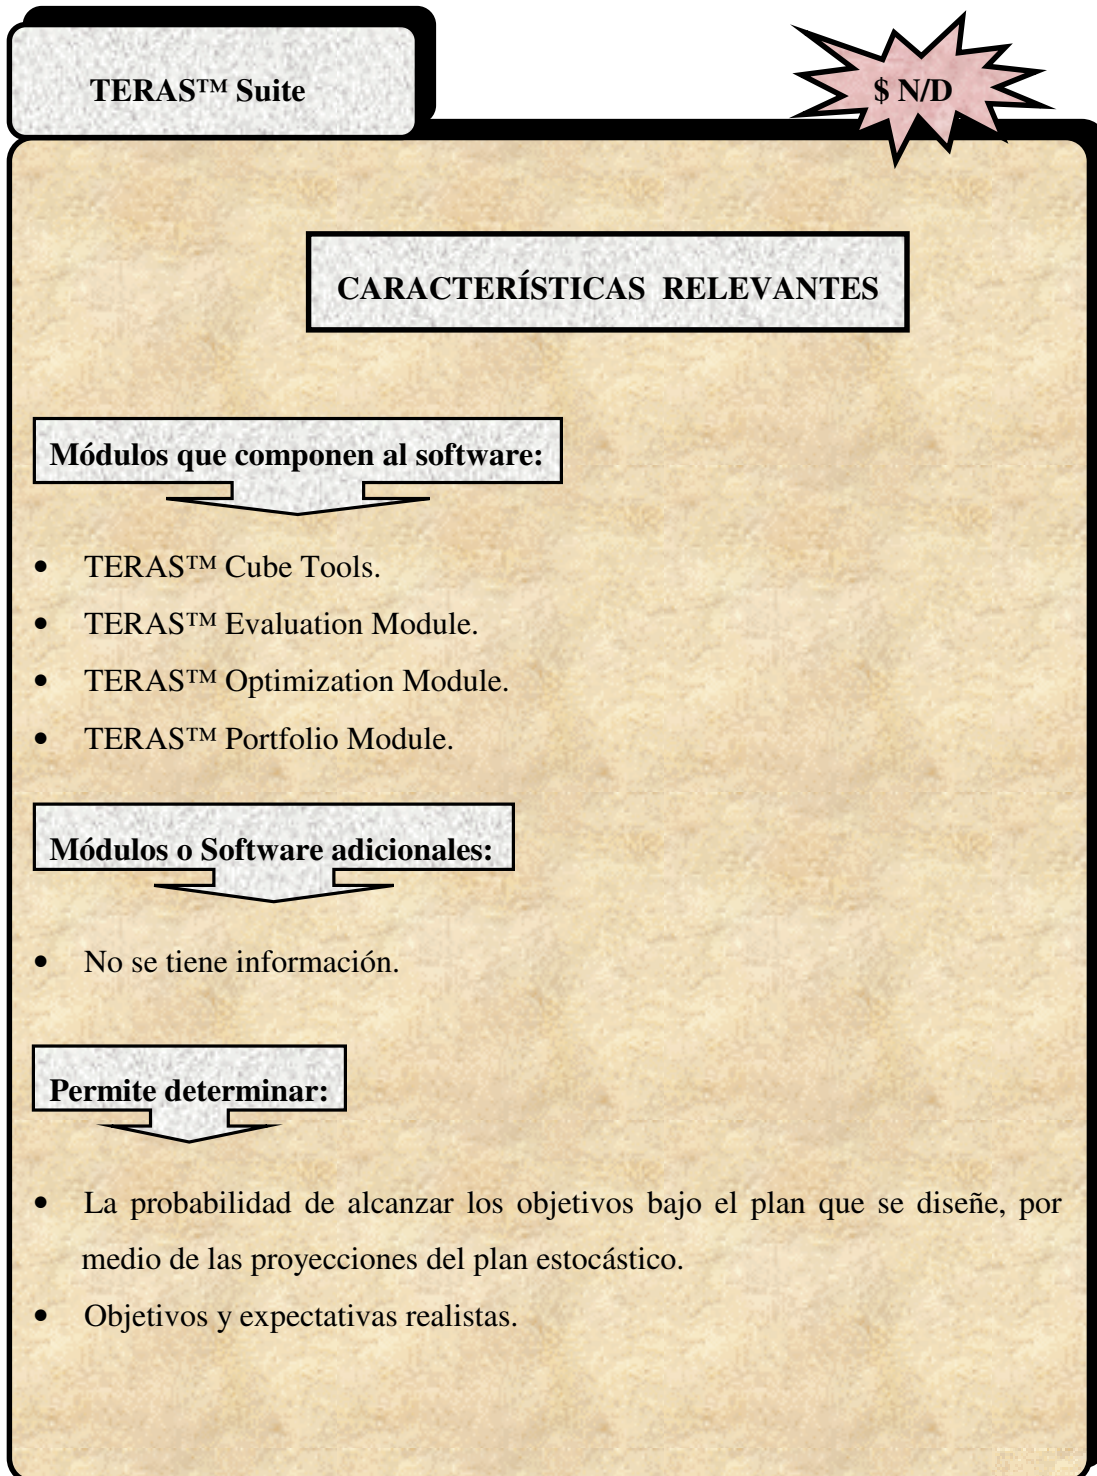 TERAS™ Suite
$ N/D
CARACTERÍSTICAS RELEVANTES
Módulos que componen al software:
• TERAS™ Cube Tools.
• TERAS™ Evaluation Module.
• TERAS™ Optimization Module.
• TERAS™ Portfolio Module.
Módulos o Software adicionales:
• No se tiene información.
Permite determinar:
• La probabilidad de alcanzar los objetivos bajo el plan que se diseñe, por
medio de las proyecciones del plan estocástico.
• Objetivos y expectativas realistas.